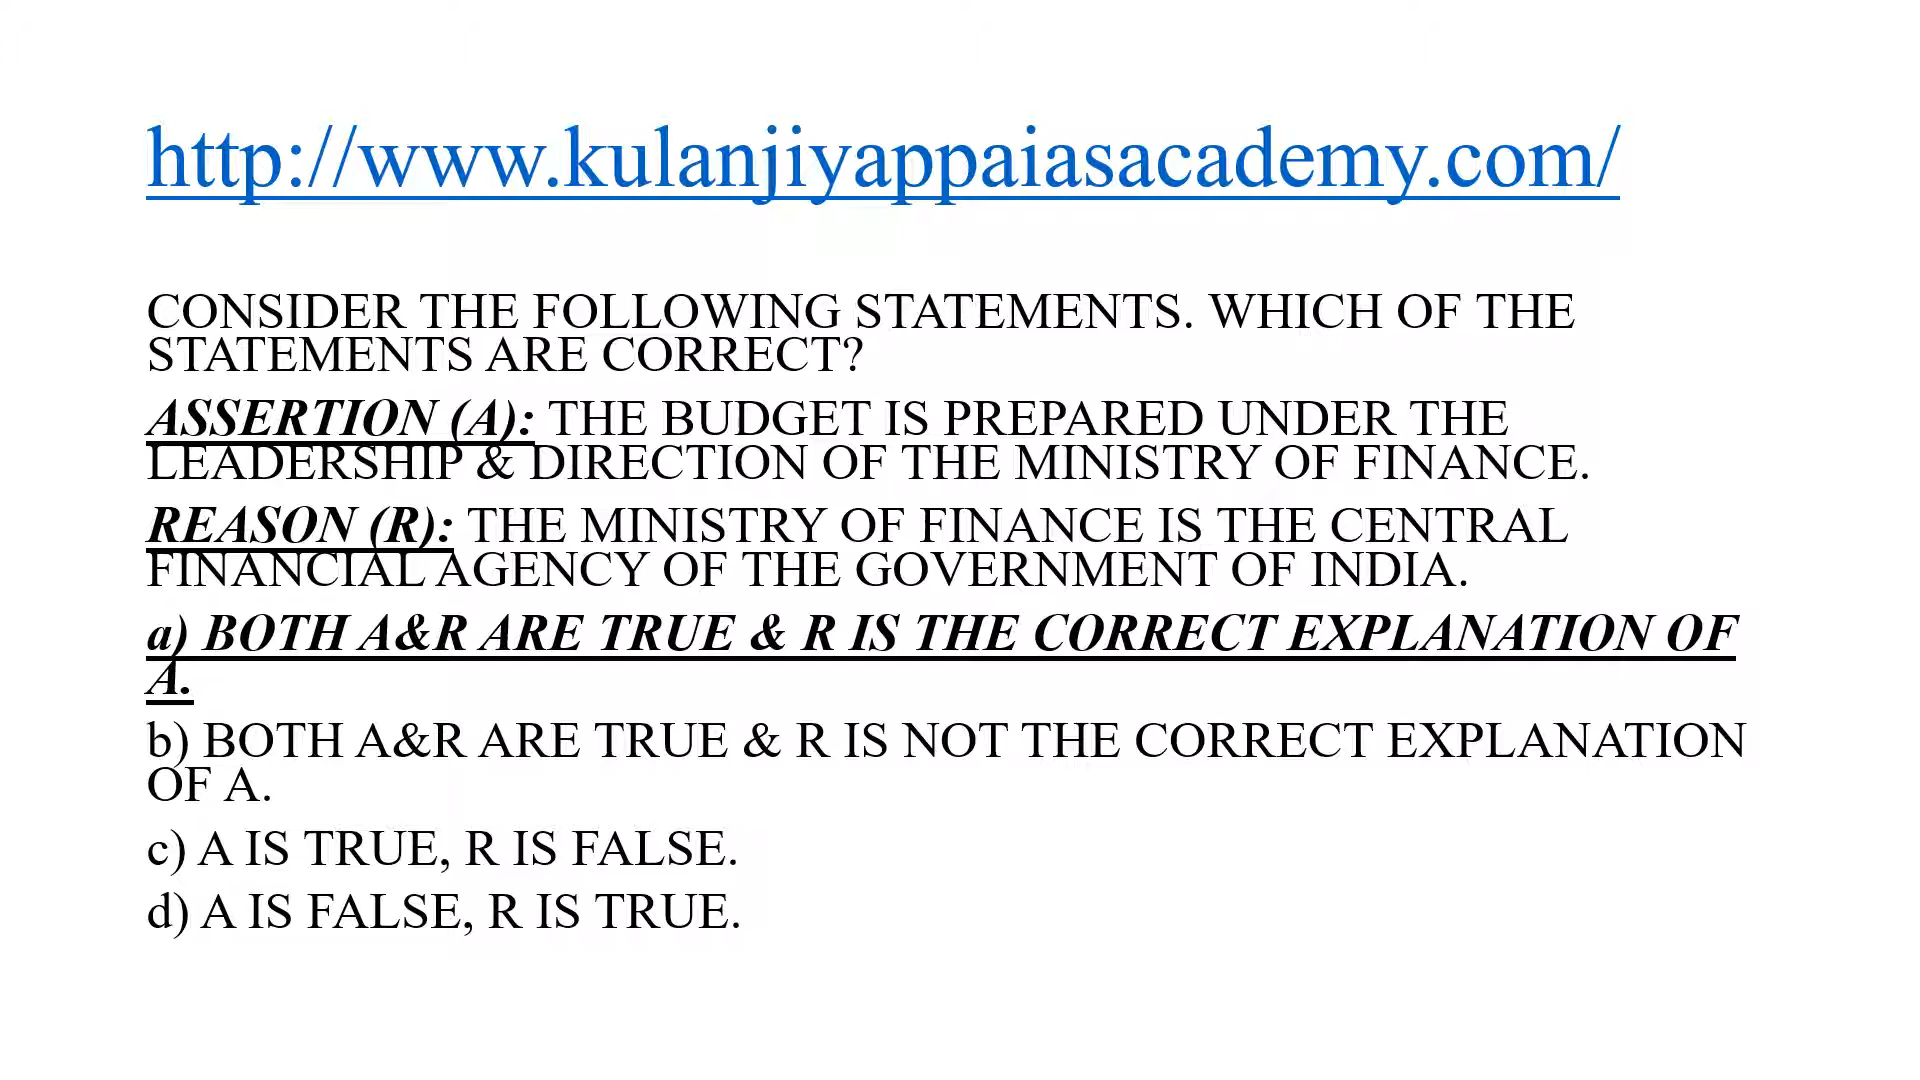 http://www.kulanjiyappaiasacademy.com/
CONSIDER THE FOLLOWING STATEMENTS. WHICH OF THE
STATEMENTS ARE CORRECT?
ASSERTION (A): THE BUDGET IS PREPARED UNDER THE
LEADERSHIP & DIRECTION OF THE MINISTRY OF FINANCE.
REASON (R): THE MINISTRY OF FINANCE IS THE CENTRAL
FINANCIAL AGENCY OF THE GOVERNMENT OF INDIA.
a) BOTH A&R ARE TRUE & R IS THE CORRECT EXPLANATION OF
A.
b) BOTH A&R ARE TRUE & R IS NOT THE CORRECT EXPLANATION
OF A.
c) A IS TRUE, R IS FALSE.
d) A IS FALSE, R IS TRUE.